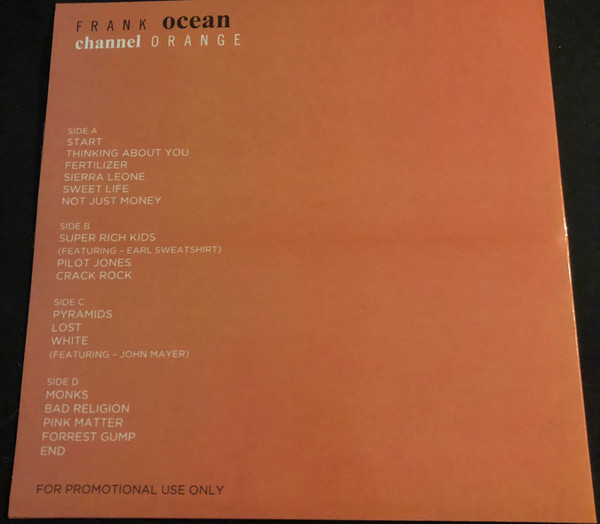 FRANK ocean
channel ORANGE
SIDE A
START
THINKING ABOUT YOU
FERTILIZER
SIERRA LEONE
SWEET LIFE
NOT JUST MONEY
SIDE B
SUPER RICH KIDS
(FEATURING - EARL SWEATSHIRT)
PILOT JONES
CRACK ROCK
SIDE C
PYRAMIDS
LOST
WHITE
(FEATURING - JOHN MAYER)
SIDE D
MONKS
BAD RELIGION
PINK MATTER
FORREST GUMP
END
FOR PROMOTIONAL USE ONLY